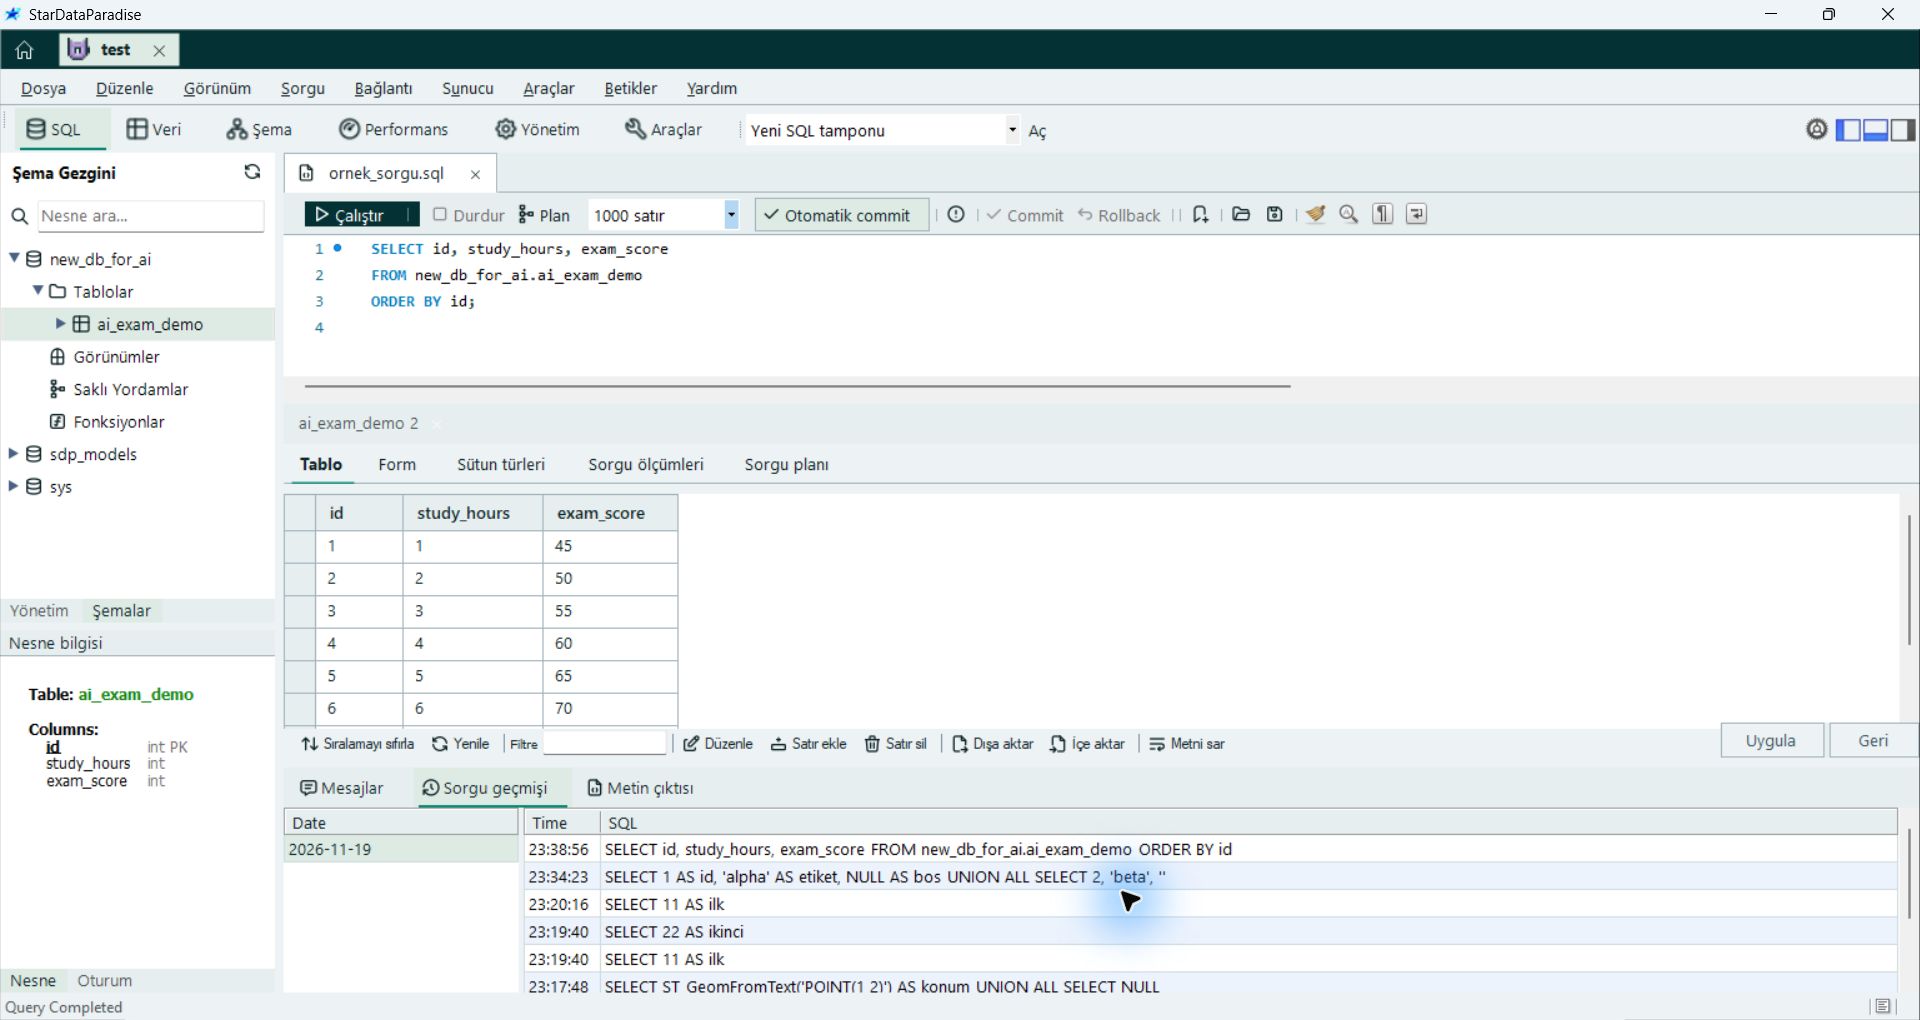 StarDataParadise
test
Dosya Düzenle Görünüm Sorgu Bağlantı Sunucu Araçlar Betikler Yardım
SQL Veri Şema Performans Yönetim Araçlar Yeni SQL tamponu Aç
Şema Gezgini
Nesne ara...
new_db_for_ai
Tablolar
ai_exam_demo
Görünümler
Saklı Yordamlar
Fonksiyonlar
sdp_models
sys
Yönetim Şemalar
Nesne bilgisi
Table: ai_exam_demo
Columns:
id int PK
study_hours int
exam_score int
Nesne Oturum
Query Completed
ornek_sorgu.sql
Çalıştır Durdur Plan 1000 satır Otomatik commit Commit Rollback
1 SELECT id, study_hours, exam_score
2 FROM new_db_for_ai.ai_exam_demo
3 ORDER BY id;
4
ai_exam_demo 2
Tablo Form Sütun türleri Sorgu ölçümleri Sorgu planı
id study_hours exam_score
1 1 45
2 2 50
3 3 55
4 4 60
5 5 65
6 6 70
Sıralamayı sıfırla Yenile Filtre Düzenle Satır ekle Satır sil Dışa aktar İçe aktar Metni sar Uygula Geri
Mesajlar Sorgu geçmişi Metin çıktısı
Date Time SQL
2026-11-19
23:38:56 SELECT id, study_hours, exam_score FROM new_db_for_ai.ai_exam_demo ORDER BY id
23:34:23 SELECT 1 AS id, 'alpha' AS etiket, NULL AS bos UNION ALL SELECT 2, 'beta', ''
23:20:16 SELECT 11 AS ilk
23:19:40 SELECT 22 AS ikinci
23:19:40 SELECT 11 AS ilk
23:17:48 SELECT ST_GeomFromText('POINT(1 2)') AS konum UNION ALL SELECT NULL